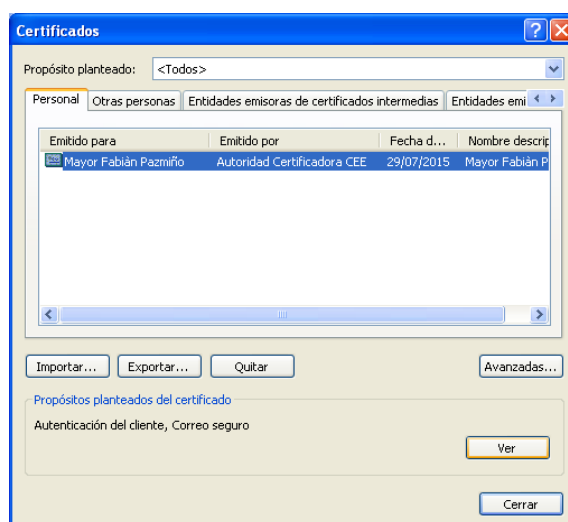 Certificados
Propósito planteado: <Todos>
Personal Otras personas Entidades emisoras de certificados intermedias Entidades emi
Emitido para Emitido por Fecha d... Nombre descrip
Mayor Fabiàn Pazmiño Autoridad Certificadora CEE 29/07/2015 Mayor Fabiàn P
Importar... Exportar... Quitar Avanzadas...
Propósitos planteados del certificado
Autenticación del cliente, Correo seguro
Ver
Cerrar